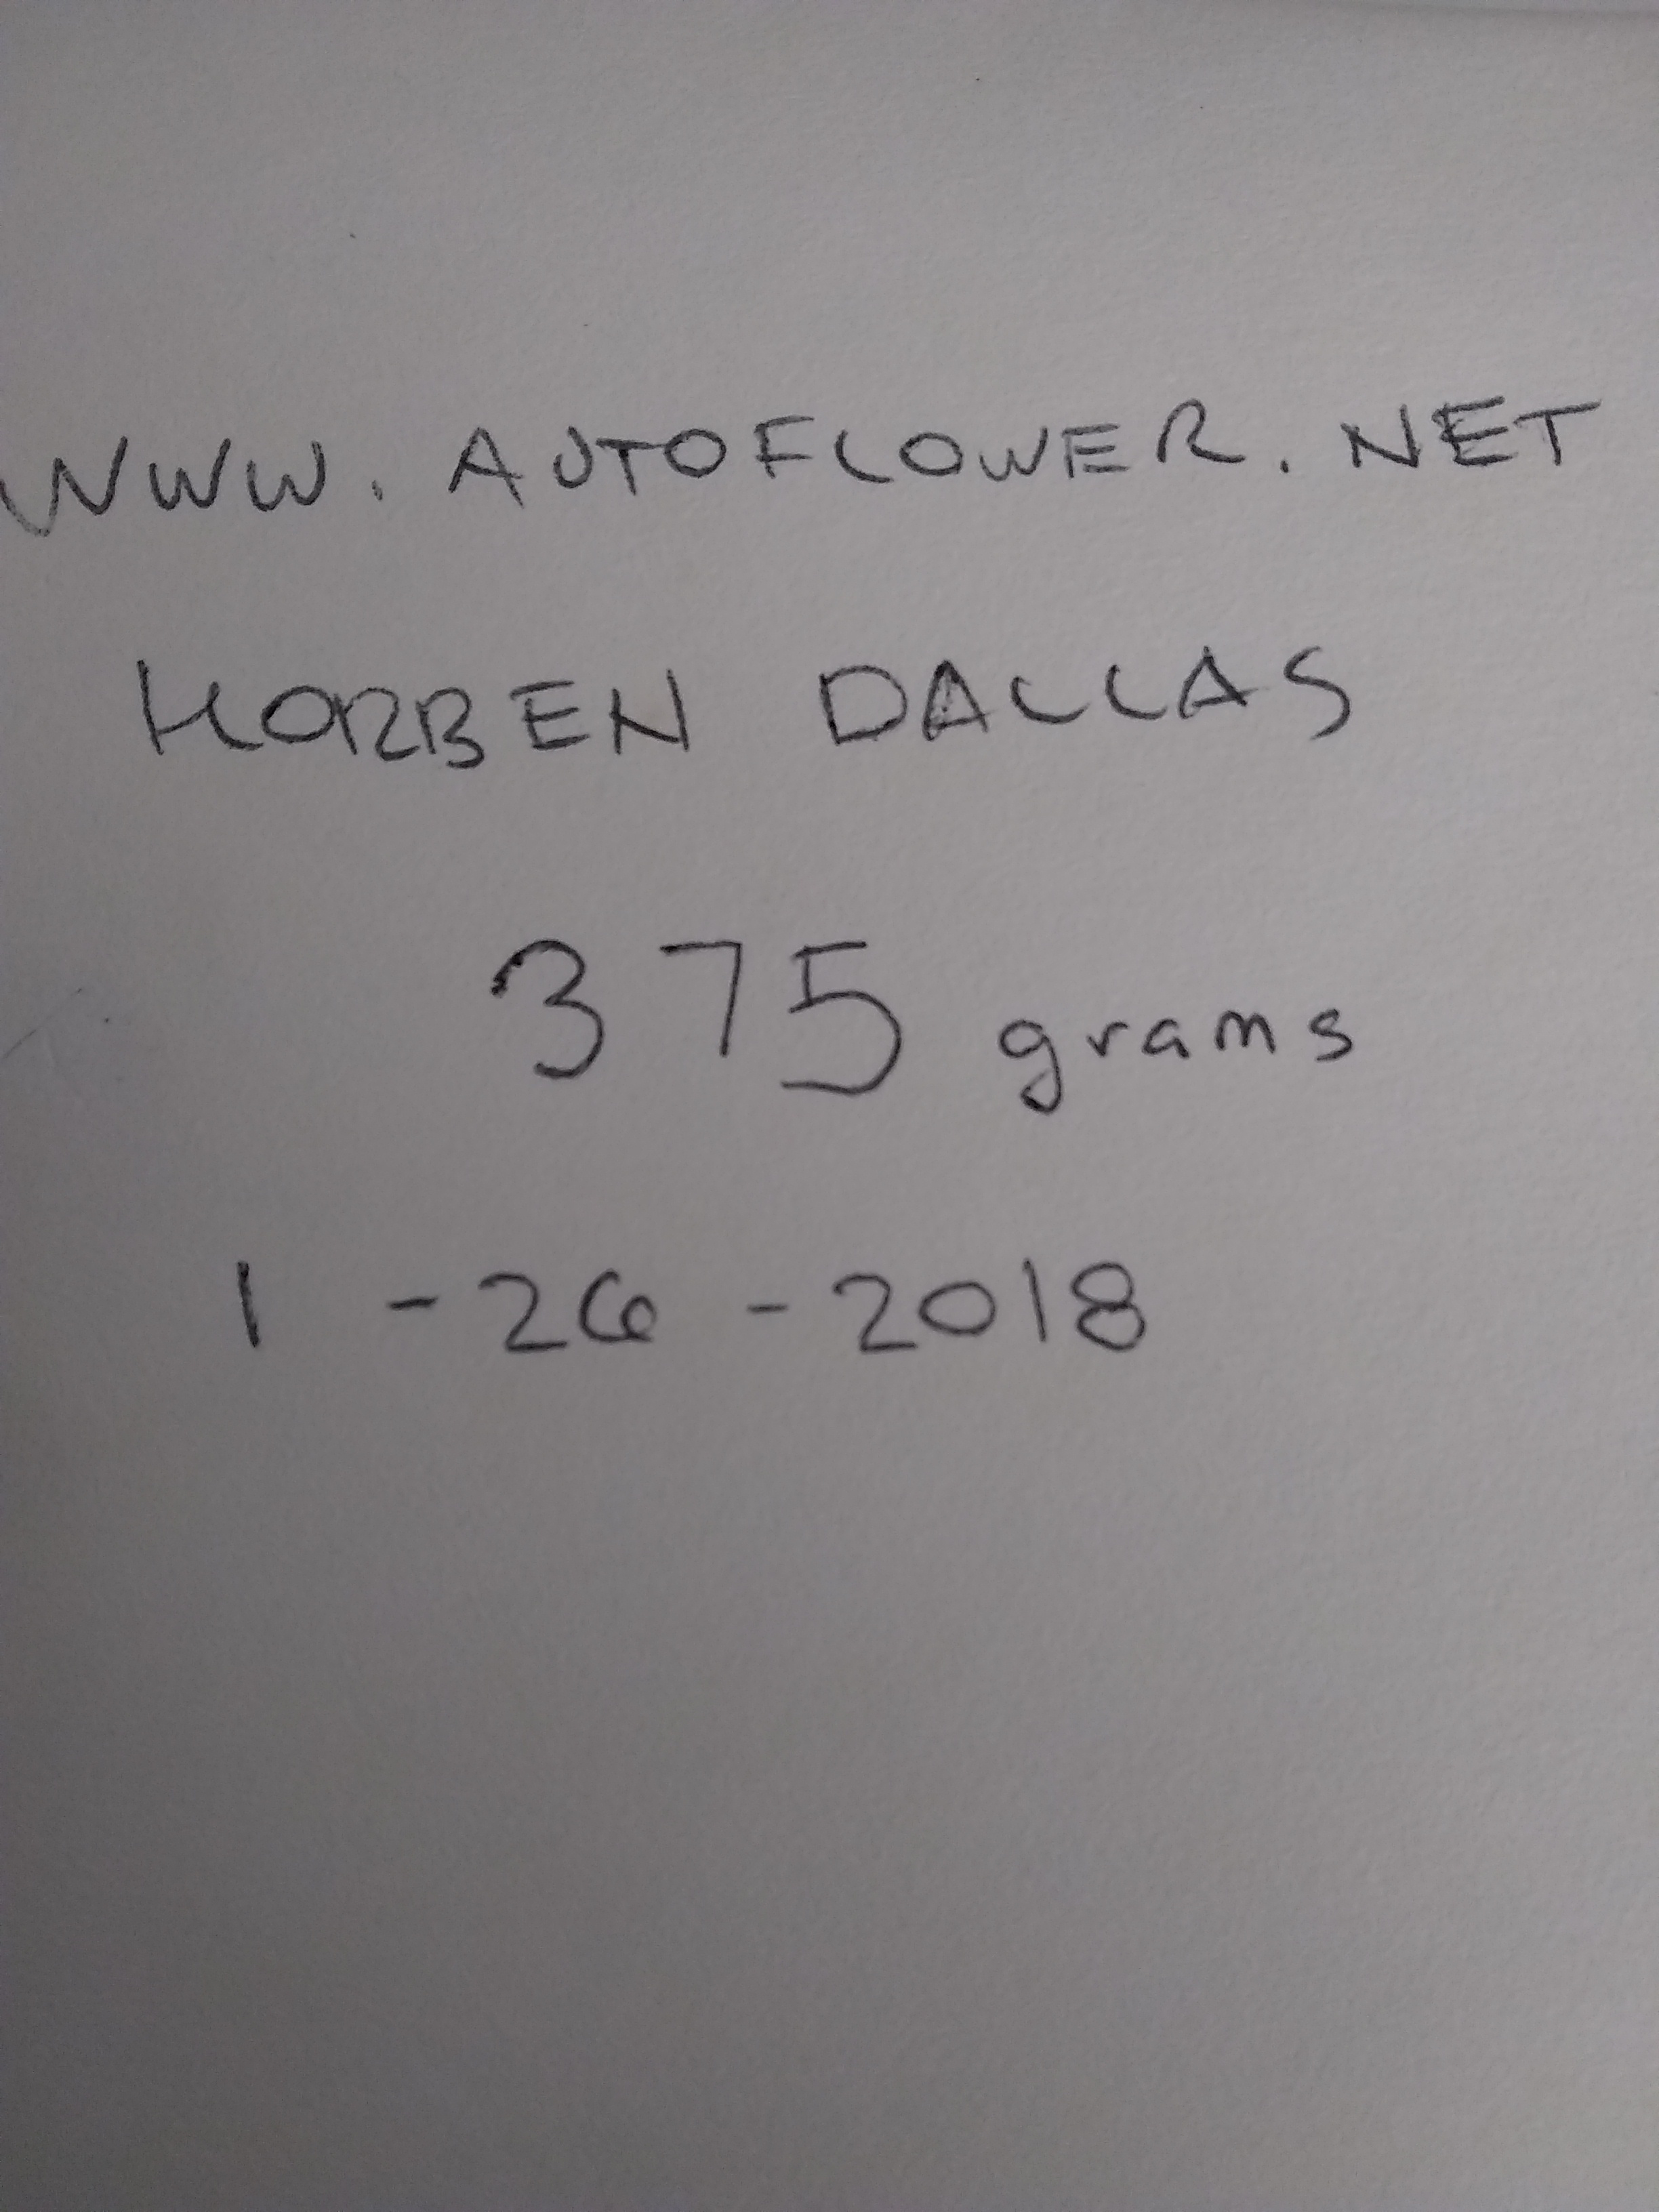 WWW. AUTOFLOWER. NET
KORBEN DALLAS
375 grams
1 - 26 - 2018